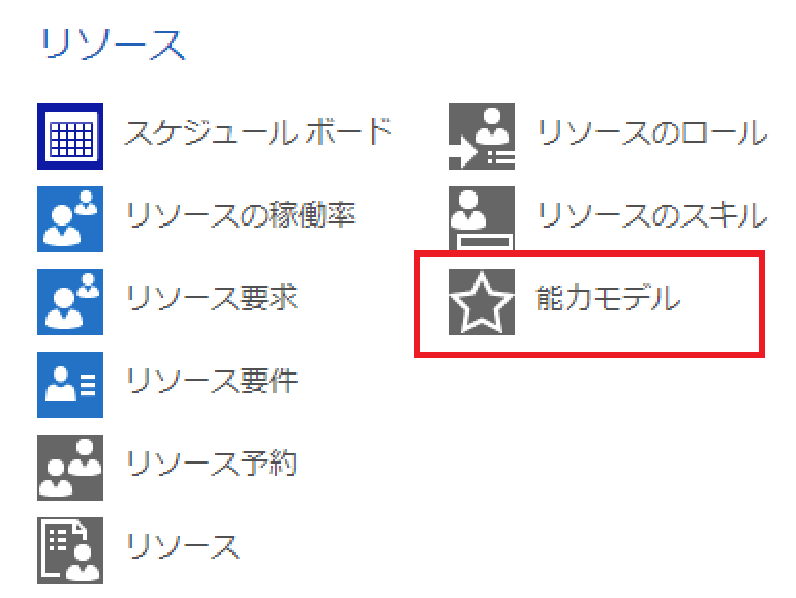 リソース
スケジュール ボード
リソースの稼働率
リソース要求
リソース要件
リソース予約
リソース
リソースのロール
リソースのスキル
能力モデル